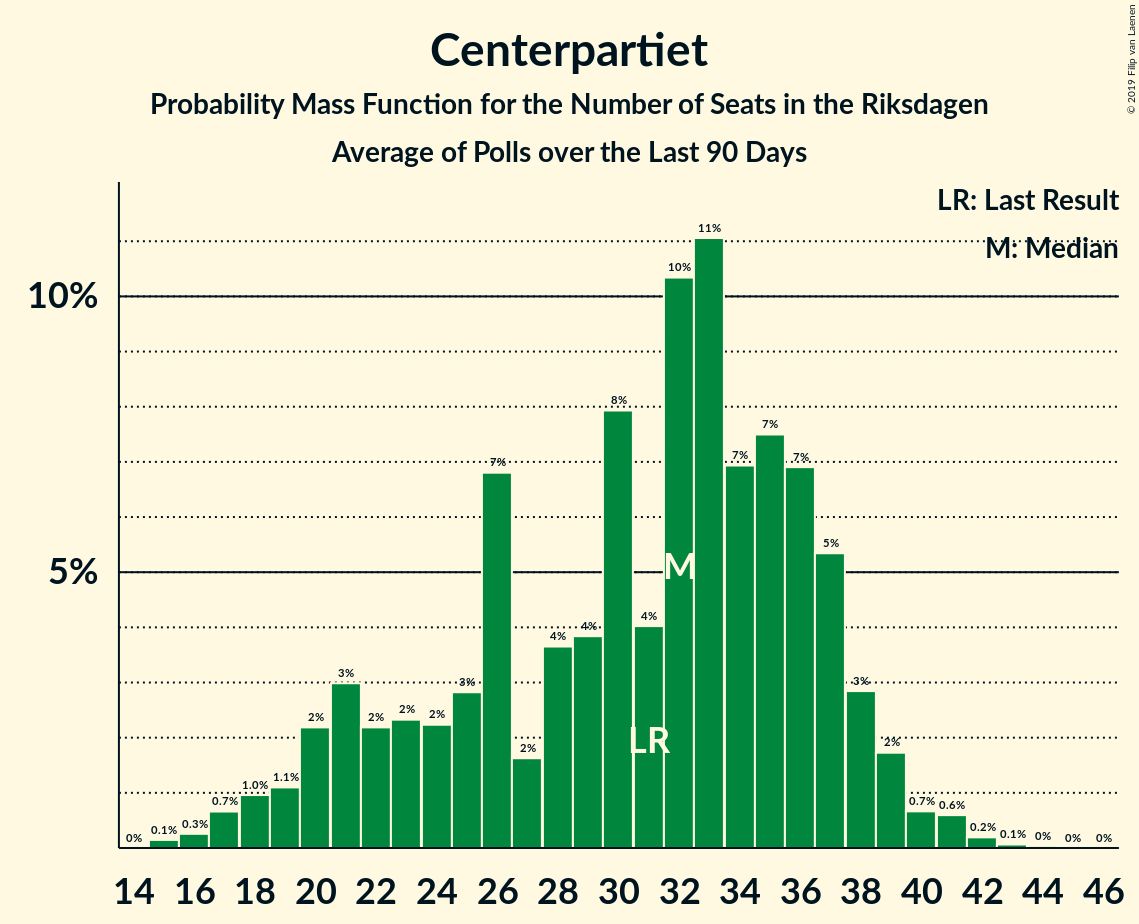 Centerpartiet
Probability Mass Function for the Number of Seats in the Riksdagen
Average of Polls over the Last 90 Days
© 2019 Filip van Laenen
LR: Last Result
M: Median
10%
5%
0% 0.1% 0.3% 0.7% 1.0% 1.1% 2% 3% 2% 2% 2% 3% 7% 2% 4% 4% 8% 4% 10% 11% 7% 7% 7% 5% 3% 2% 0.7% 0.6% 0.2% 0.1% 0% 0% 0%
M
LR
14 16 18 20 22 24 26 28 30 32 34 36 38 40 42 44 46